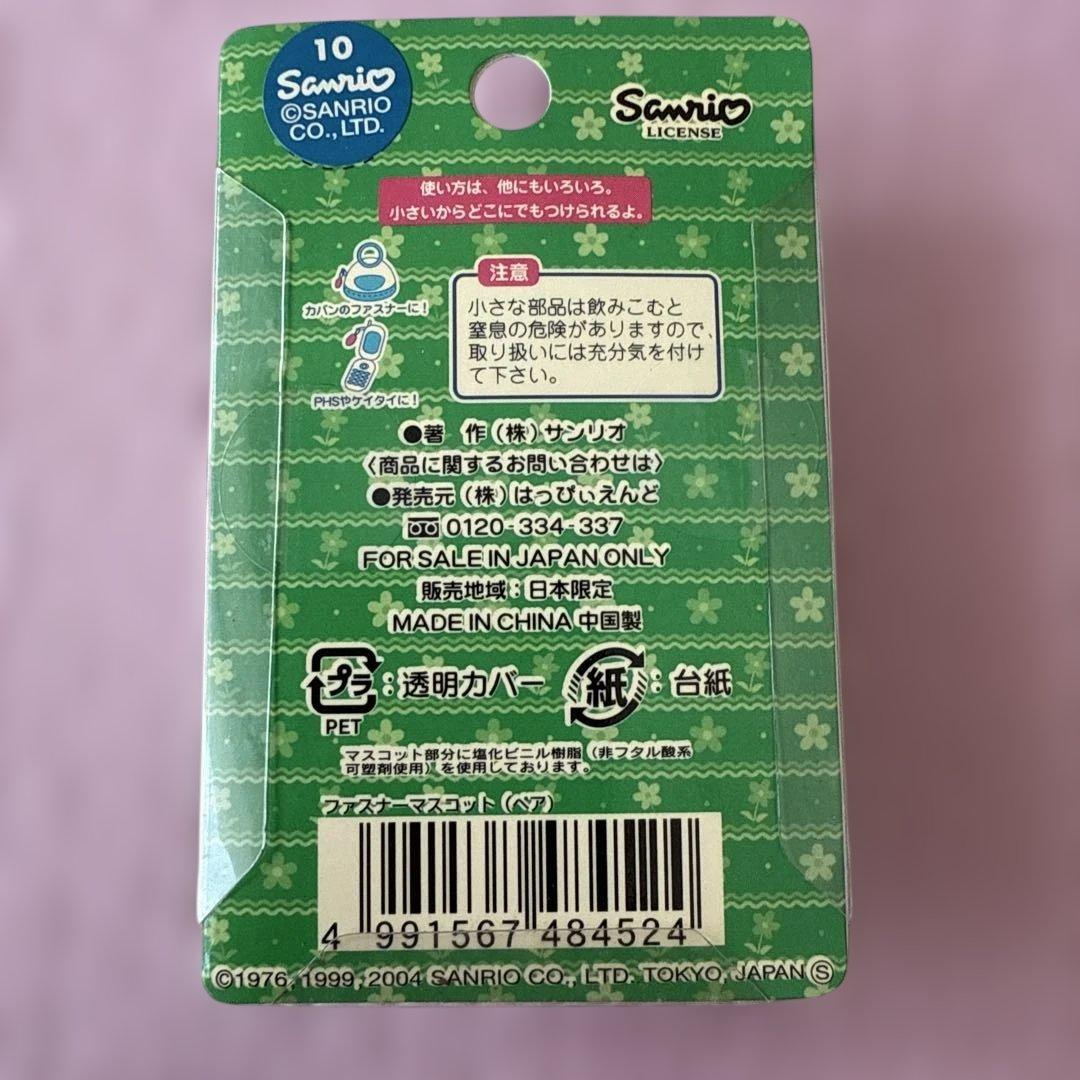 10
Sanrio
©SANRIO
CO., LTD.
Sanrio
LICENSE
使い方は、他にもいろいろ。
小さいからどこにでもつけられるよ。
カバンのファスナーに!
PHSやケイタイに!
注意
小さな部品は飲みこむと
窒息の危険がありますので、
取り扱いには充分気を付け
て下さい。
●著 作(株)サンリオ
〈商品に関するお問い合わせは〉
●発売元(株)はっぴぃえんど
0120-334-337
FOR SALE IN JAPAN ONLY
販売地域:日本限定
MADE IN CHINA 中国製
プラ:透明カバー
PET
紙:台紙
マスコット部分に塩化ビニル樹脂(非フタル酸系
可塑剤使用)を使用しております。
ファスナーマスコット(ペア)
4 991567 484524
©1976, 1999, 2004 SANRIO CO., LTD. TOKYO, JAPAN Ⓢ